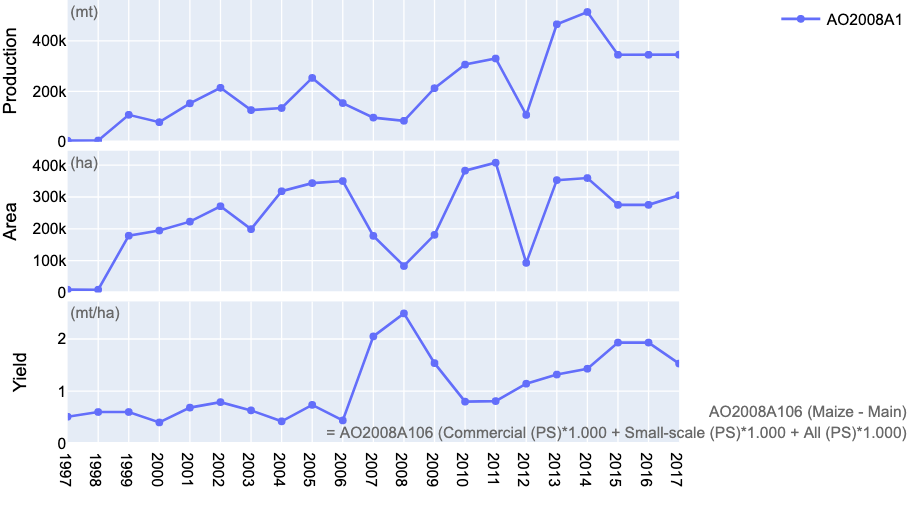 (mt)
AO2008A1
Production
400k
200k
0
(ha)
Area
400k
300k
200k
100k
0
(mt/ha)
Yield
2
1
0
AO2008A106 (Maize - Main)
= AO2008A106 (Commercial (PS)*1.000 + Small-scale (PS)*1.000 + All (PS)*1.000)
1997
1998
1999
2000
2001
2002
2003
2004
2005
2006
2007
2008
2009
2010
2011
2012
2013
2014
2015
2016
2017